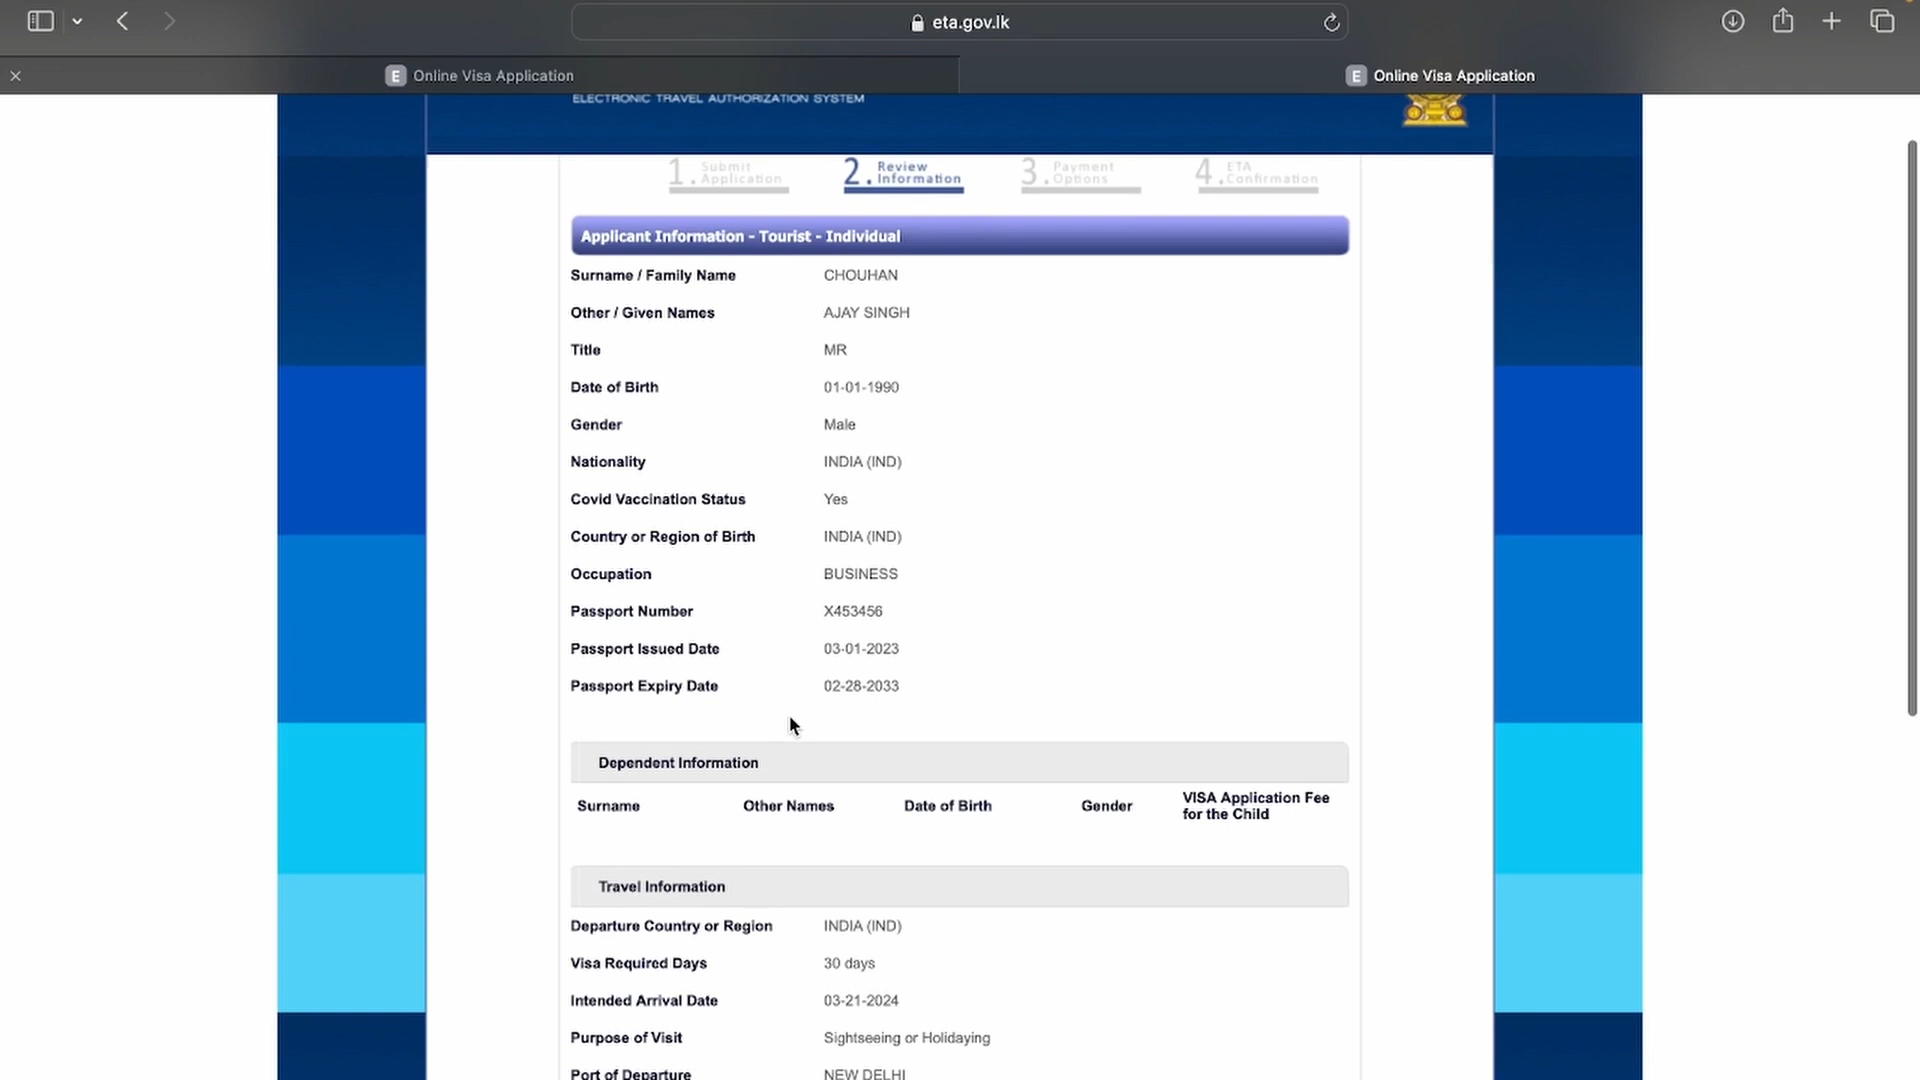 eta.gov.lk
E Online Visa Application
E Online Visa Application
ELECTRONIC TRAVEL AUTHORIZATION SYSTEM
1. Submit Application
2. Review Information
3. Payment Options
4. ETA Confirmation
Applicant Information - Tourist - Individual
Surname / Family Name CHOUHAN
Other / Given Names AJAY SINGH
Title MR
Date of Birth 01-01-1990
Gender Male
Nationality INDIA (IND)
Covid Vaccination Status Yes
Country or Region of Birth INDIA (IND)
Occupation BUSINESS
Passport Number X453456
Passport Issued Date 03-01-2023
Passport Expiry Date 02-28-2033
Dependent Information
Surname Other Names Date of Birth Gender VISA Application Fee
for the Child
Travel Information
Departure Country or Region INDIA (IND)
Visa Required Days 30 days
Intended Arrival Date 03-21-2024
Purpose of Visit Sightseeing or Holidaying
Port of Departure NEW DELHI